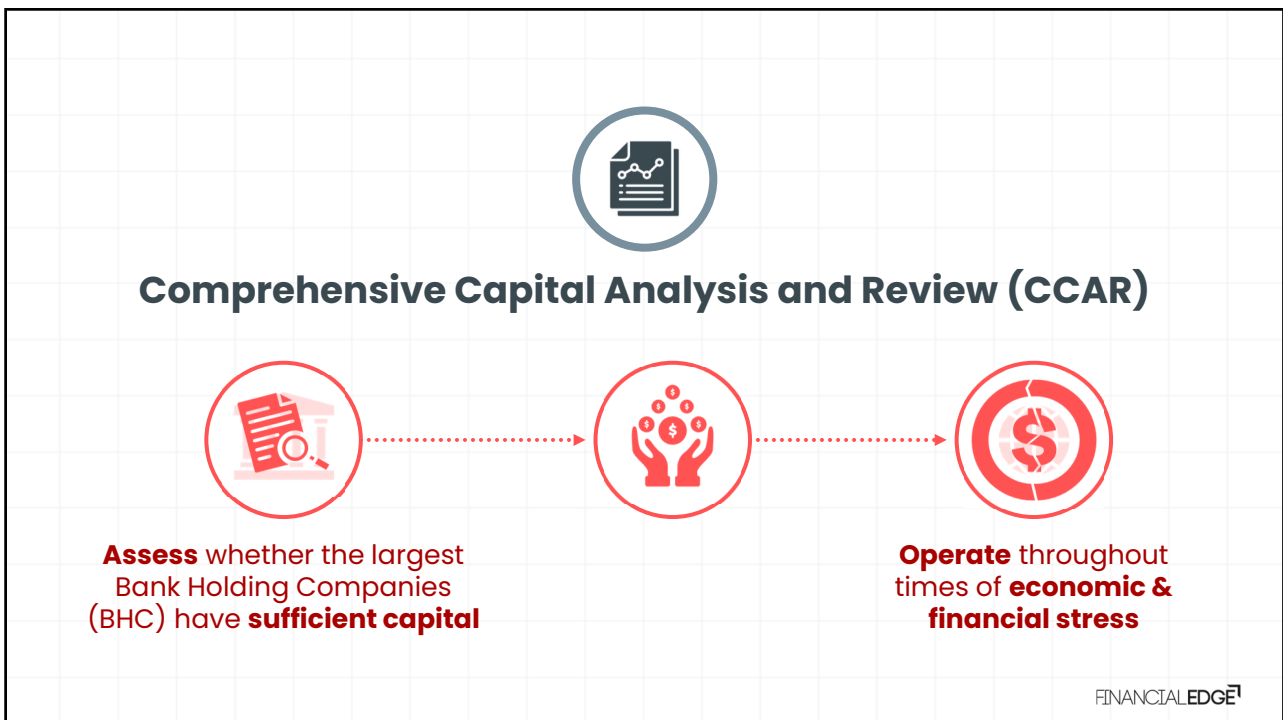 Comprehensive Capital Analysis and Review (CCAR)
Assess whether the largest
Bank Holding Companies
(BHC) have sufficient capital
Operate throughout
times of economic &
financial stress
FINANCIALEDGE